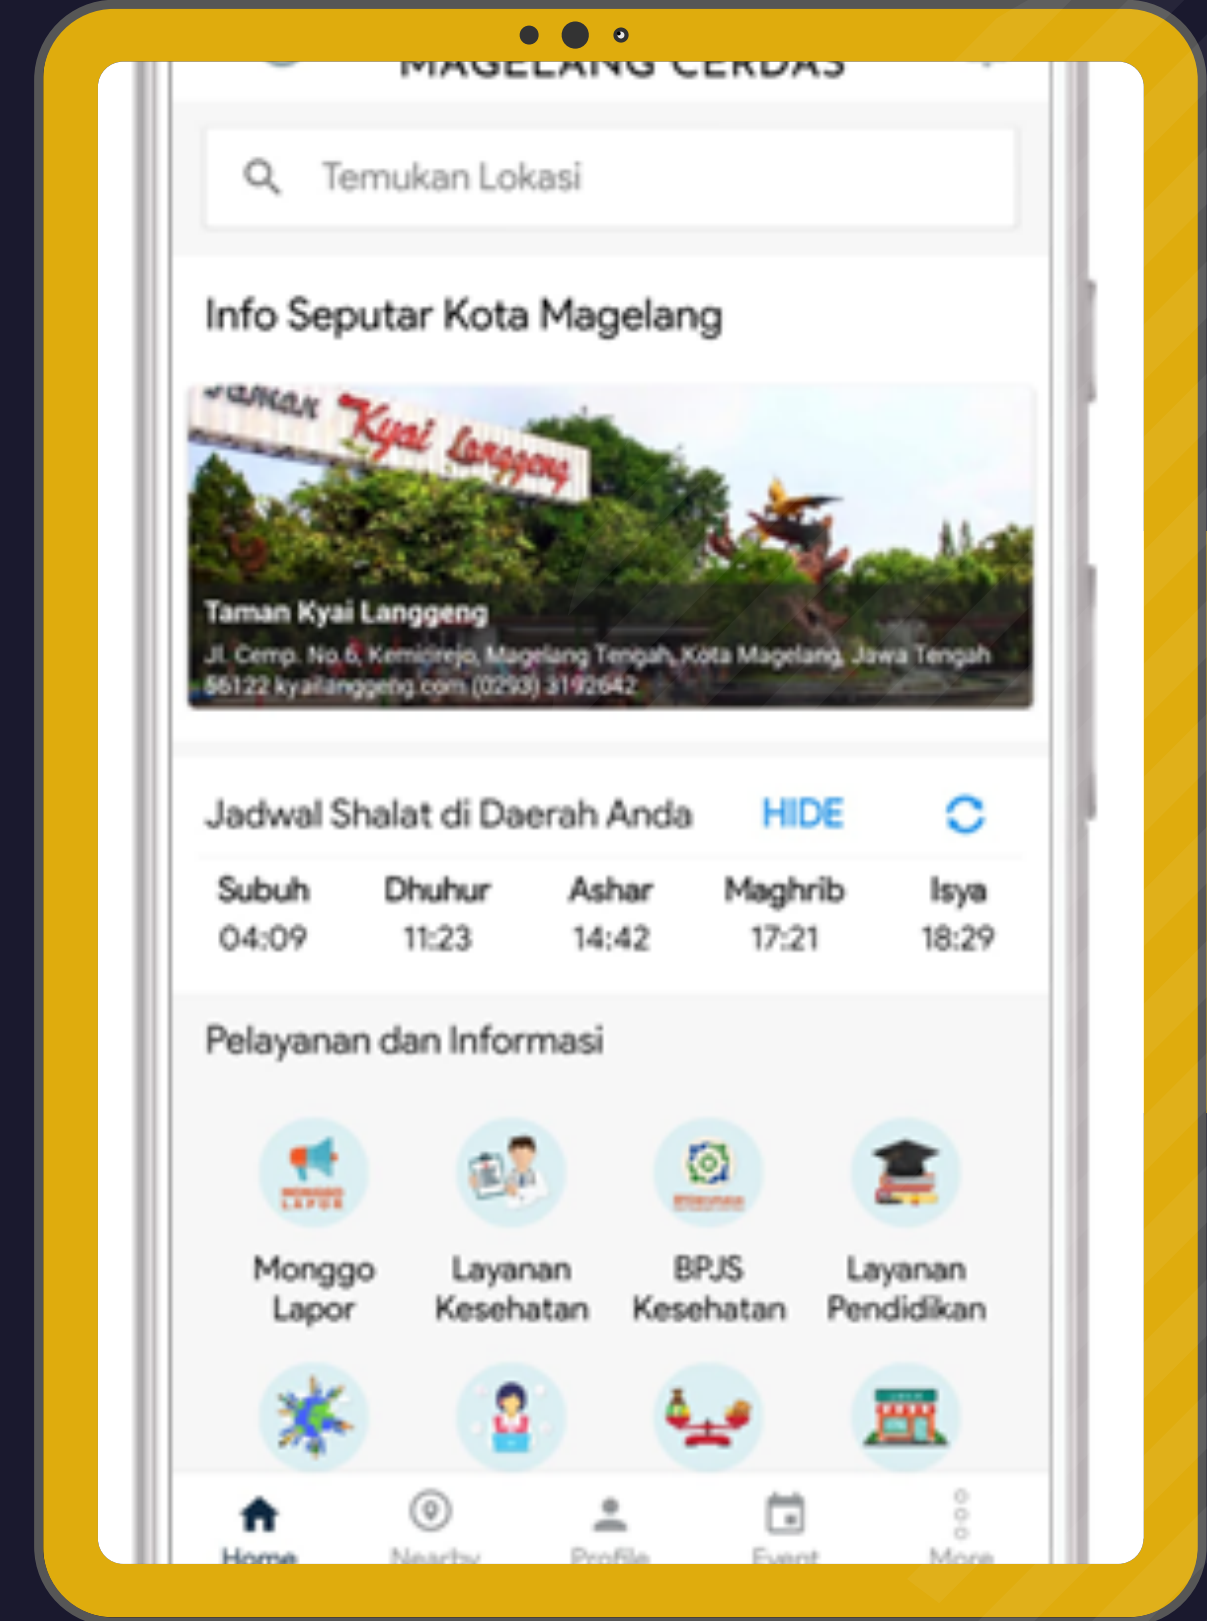 MAGELANG CERDAS
Temukan Lokasi
Info Seputar Kota Magelang
Taman Kyai Langgeng
Taman Kyai Langgeng
Jl. Cemp. No.6, Kemirirejo, Magelang Tengah, Kota Magelang, Jawa Tengah
56122 kyailanggeng.com (0293) 3192642
Jadwal Shalat di Daerah Anda HIDE
Subuh Dhuhur Ashar Maghrib Isya
04:09 11:23 14:42 17:21 18:29
Pelayanan dan Informasi
MONGGO
LAPOR
Monggo Layanan BPJS Layanan
Lapor Kesehatan Kesehatan Pendidikan
Home Nearby Profile Event More